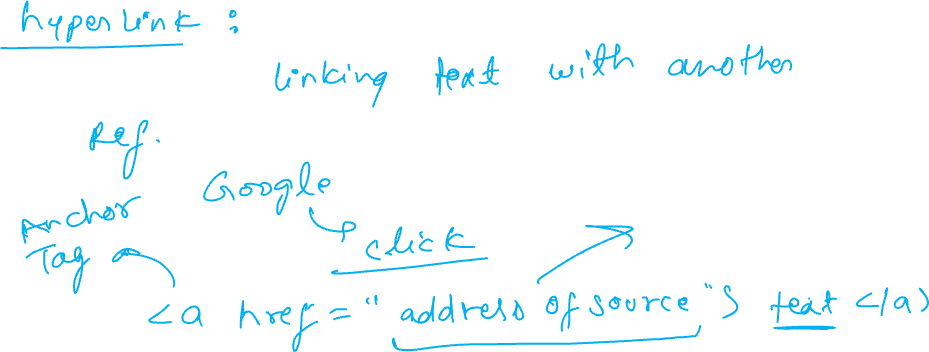 hyperlink :
linking text with another
Ref.
Google
Anchor
Tag
click
<a href = "address of source"> text </a>